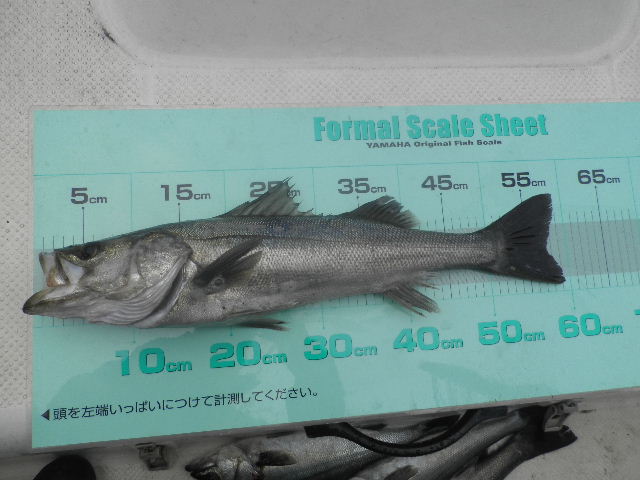 Formal Scale Sheet
YAMAHA Original Fish Scale
5cm 15cm 25cm 35cm 45cm 55cm 65cm
10cm 20cm 30cm 40cm 50cm 60cm
◀頭を左端いっぱいにつけて計測してください。